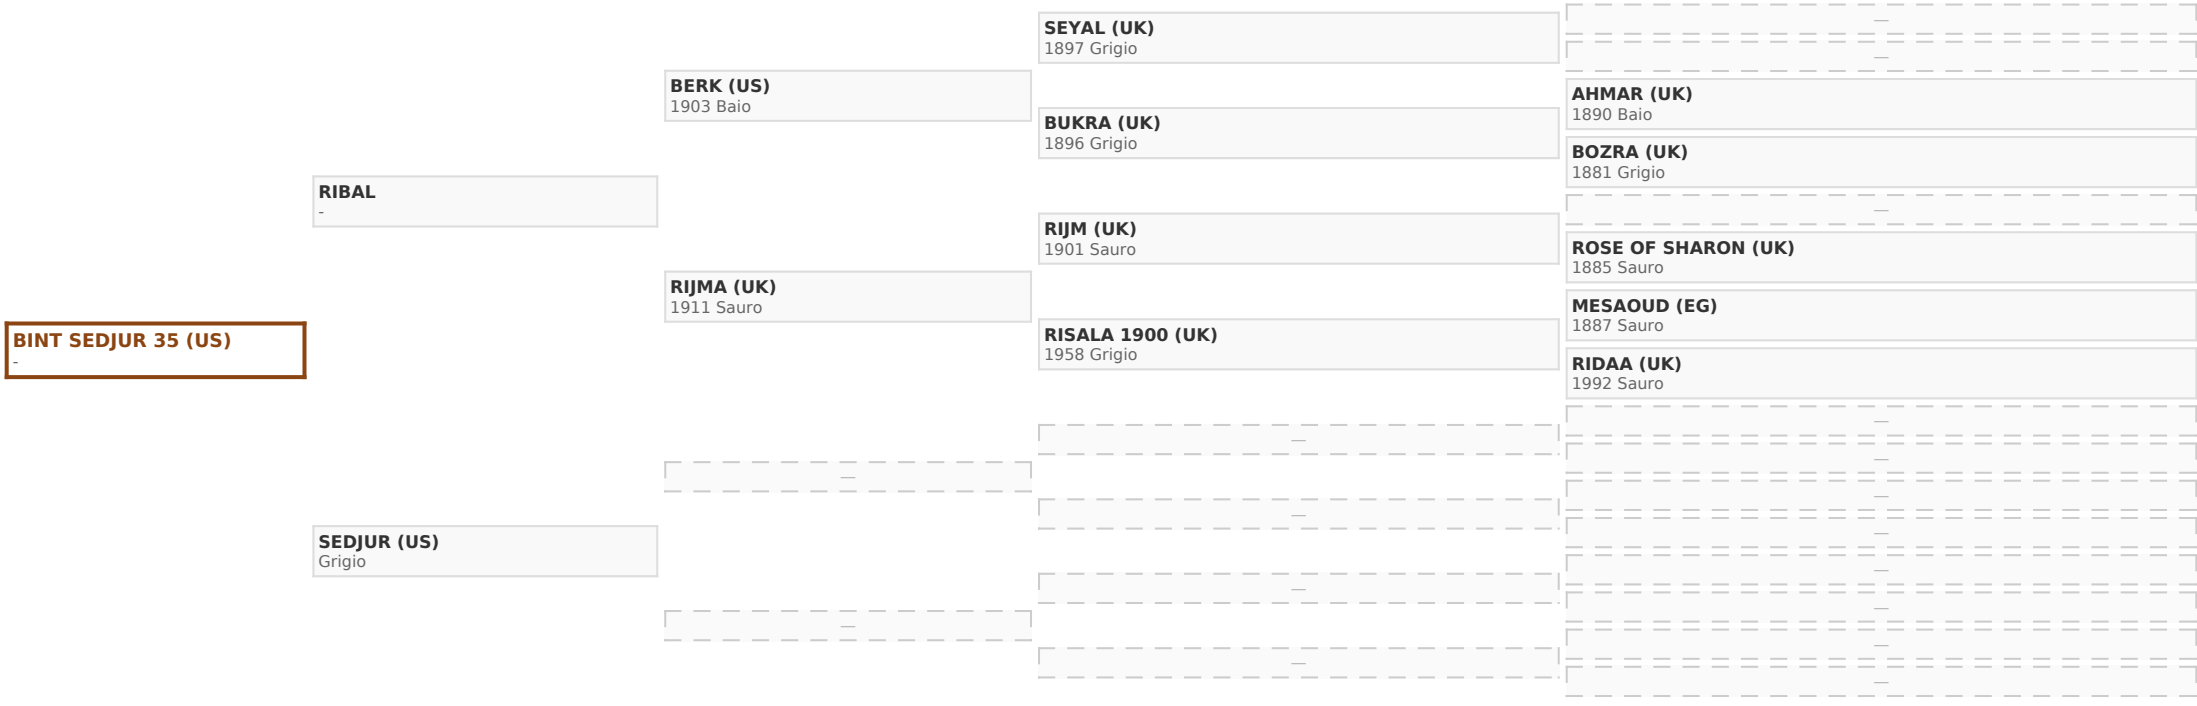 BINT SEDJUR 35 (US)
-
RIBAL
-
SEDJUR (US)
Grigio
BERK (US)
1903 Baio
RIJMA (UK)
1911 Sauro
—
—
SEYAL (UK)
1897 Grigio
BUKRA (UK)
1896 Grigio
RIJM (UK)
1901 Sauro
RISALA 1900 (UK)
1958 Grigio
—
—
—
—
—
—
AHMAR (UK)
1890 Baio
BOZRA (UK)
1881 Grigio
—
ROSE OF SHARON (UK)
1885 Sauro
MESAOUD (EG)
1887 Sauro
RIDAA (UK)
1992 Sauro
—
—
—
—
—
—
—
—